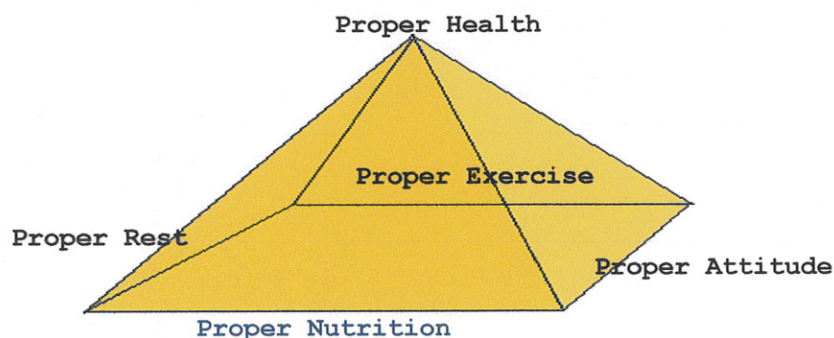 Proper Health
Proper Exercise
Proper Rest
Proper Attitude
Proper Nutrition